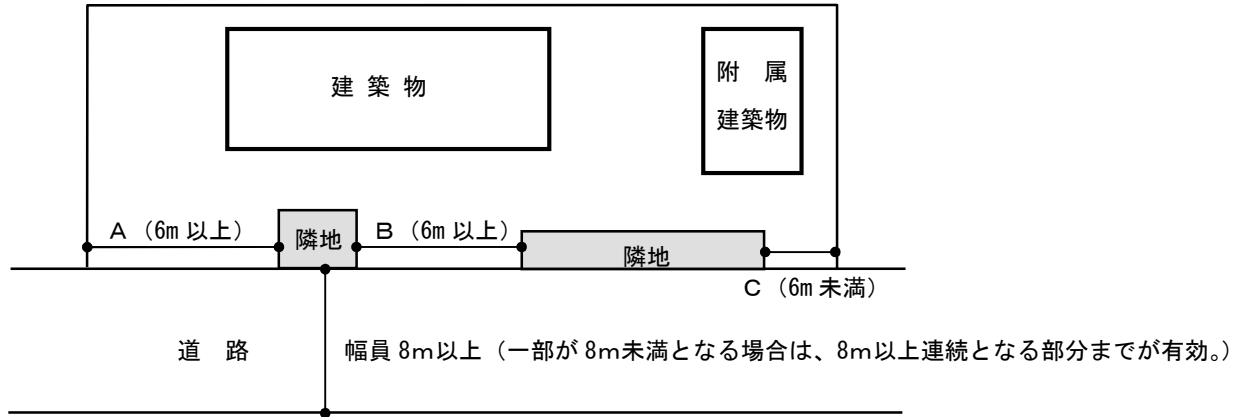 建 築 物
附　属
建築物
A （6m 以上）
隣地
B （6m 以上）
隣地
C （6m 未満）
道　路
幅員 8m以上（一部が 8m未満となる場合は、8m以上連続となる部分までが有効。）